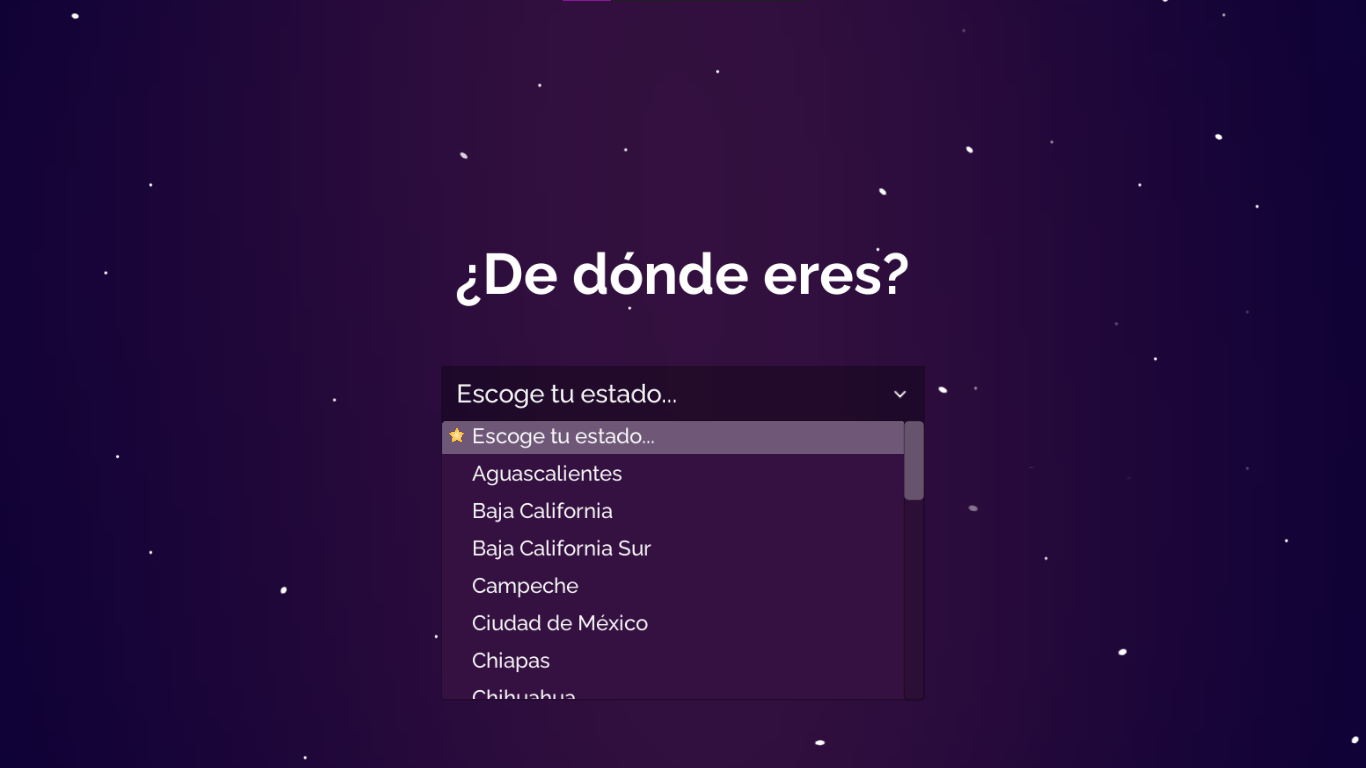 ¿De dónde eres?
Escoge tu estado...
Escoge tu estado...
Aguascalientes
Baja California
Baja California Sur
Campeche
Ciudad de México
Chiapas
Chihuahua